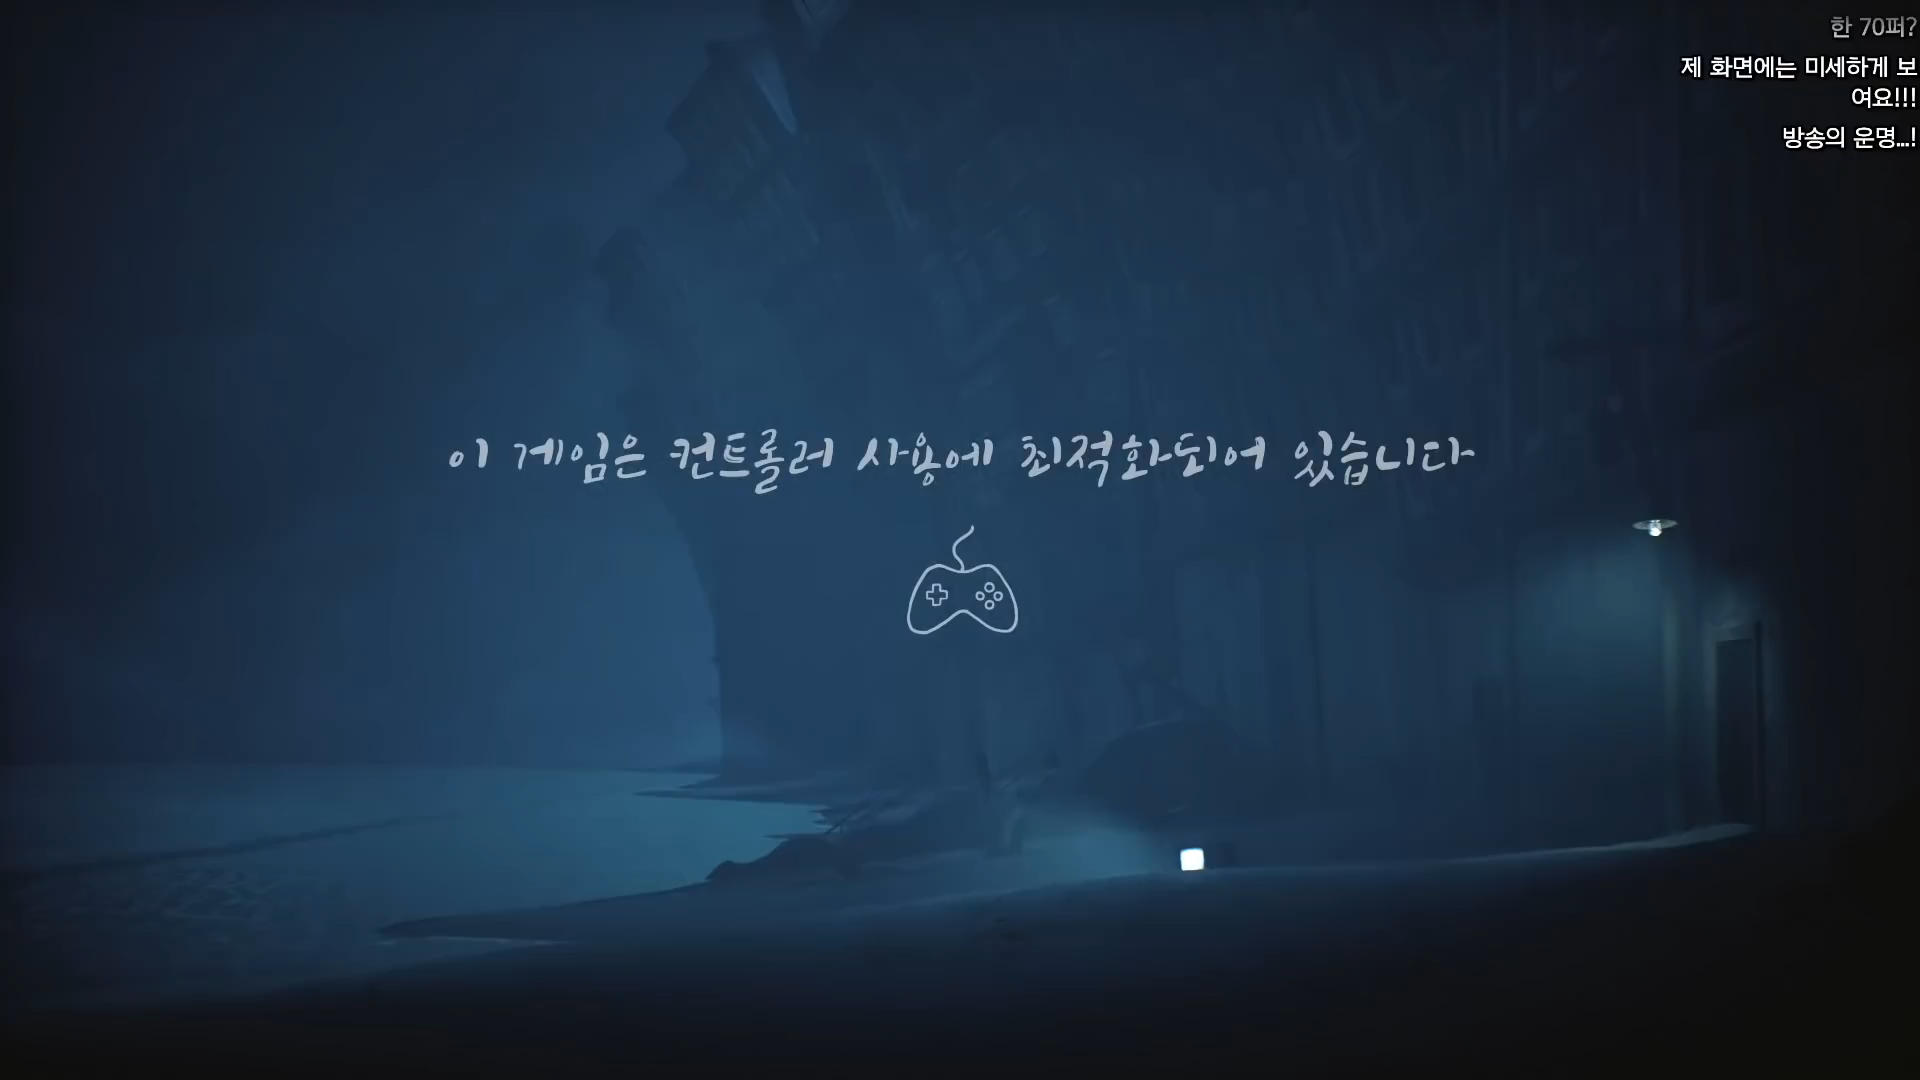 한 70퍼?
제 화면에는 미세하게 보
여요!!!
방송의 운명...!
이 게임은 컨트롤러 사용에 최적화되어 있습니다